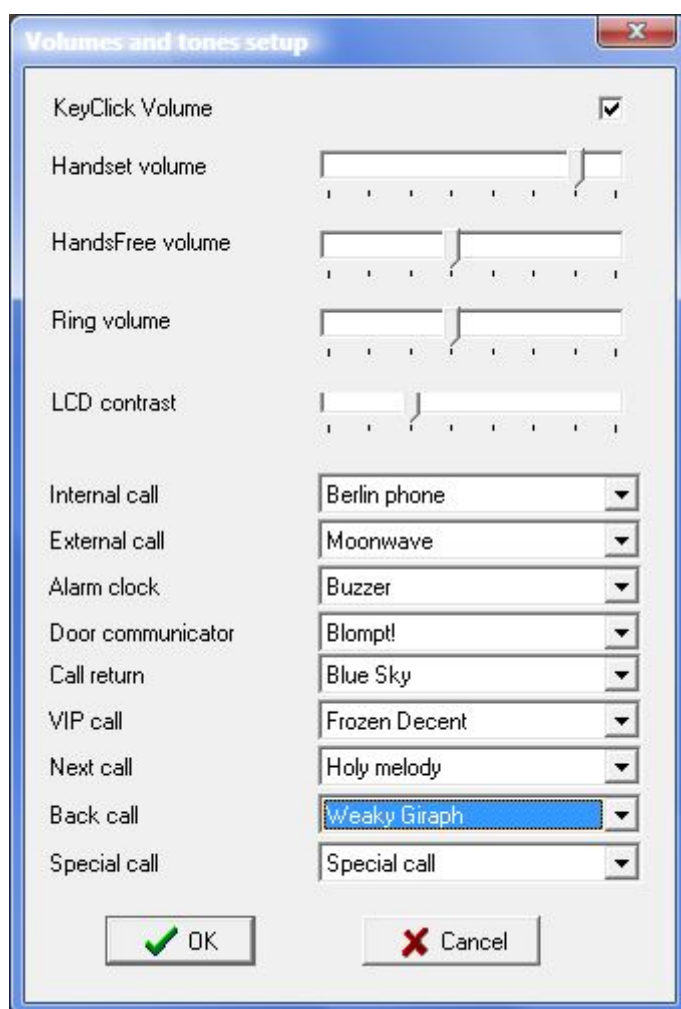 Volumes and tones setup
KeyClick Volume
Handset volume
HandsFree volume
Ring volume
LCD contrast
Internal call Berlin phone
External call Moonwave
Alarm clock Buzzer
Door communicator Blompt!
Call return Blue Sky
VIP call Frozen Decent
Next call Holy melody
Back call Weaky Giraph
Special call Special call
OK Cancel